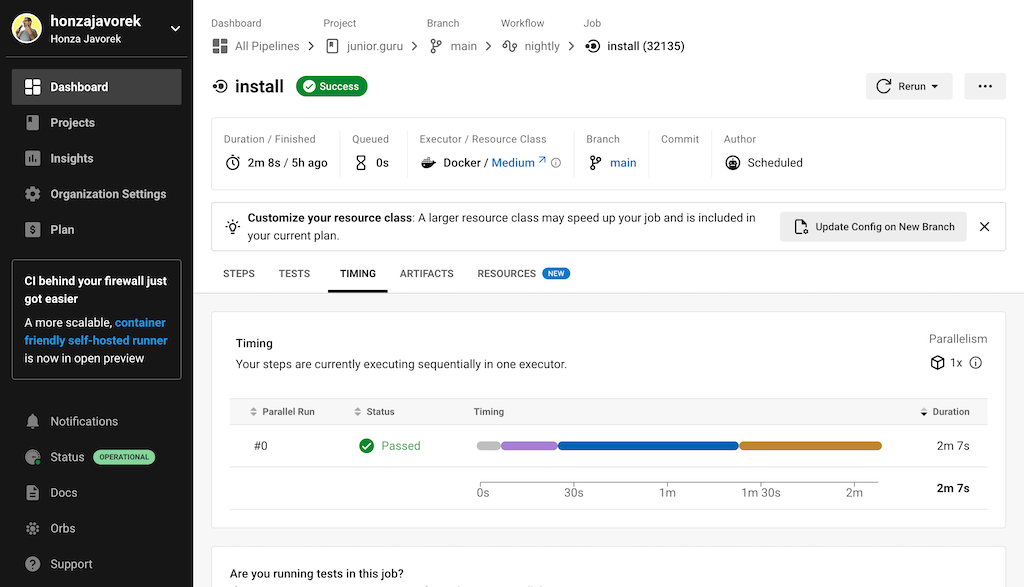 honzajavorek
Honza Javorek
Dashboard
Projects
Insights
Organization Settings
Plan
CI behind your firewall just
got easier
A more scalable, container
friendly self-hosted runner
is now in open preview
Notifications
Status OPERATIONAL
Docs
Orbs
Support
Dashboard Project Branch Workflow Job
All Pipelines junior.guru main nightly install (32135)
install Success Rerun
Duration / Finished Queued Executor / Resource Class Branch Commit Author
2m 8s / 5h ago 0s Docker / Medium main Scheduled
Customize your resource class: A larger resource class may speed up your job and is included in
your current plan.
Update Config on New Branch
STEPS TESTS TIMING ARTIFACTS RESOURCES NEW
Timing
Your steps are currently executing sequentially in one executor.
Parallelism
1x
Parallel Run Status Timing Duration
#0 Passed 2m 7s
0s 30s 1m 1m 30s 2m 2m 7s
Are you running tests in this job?